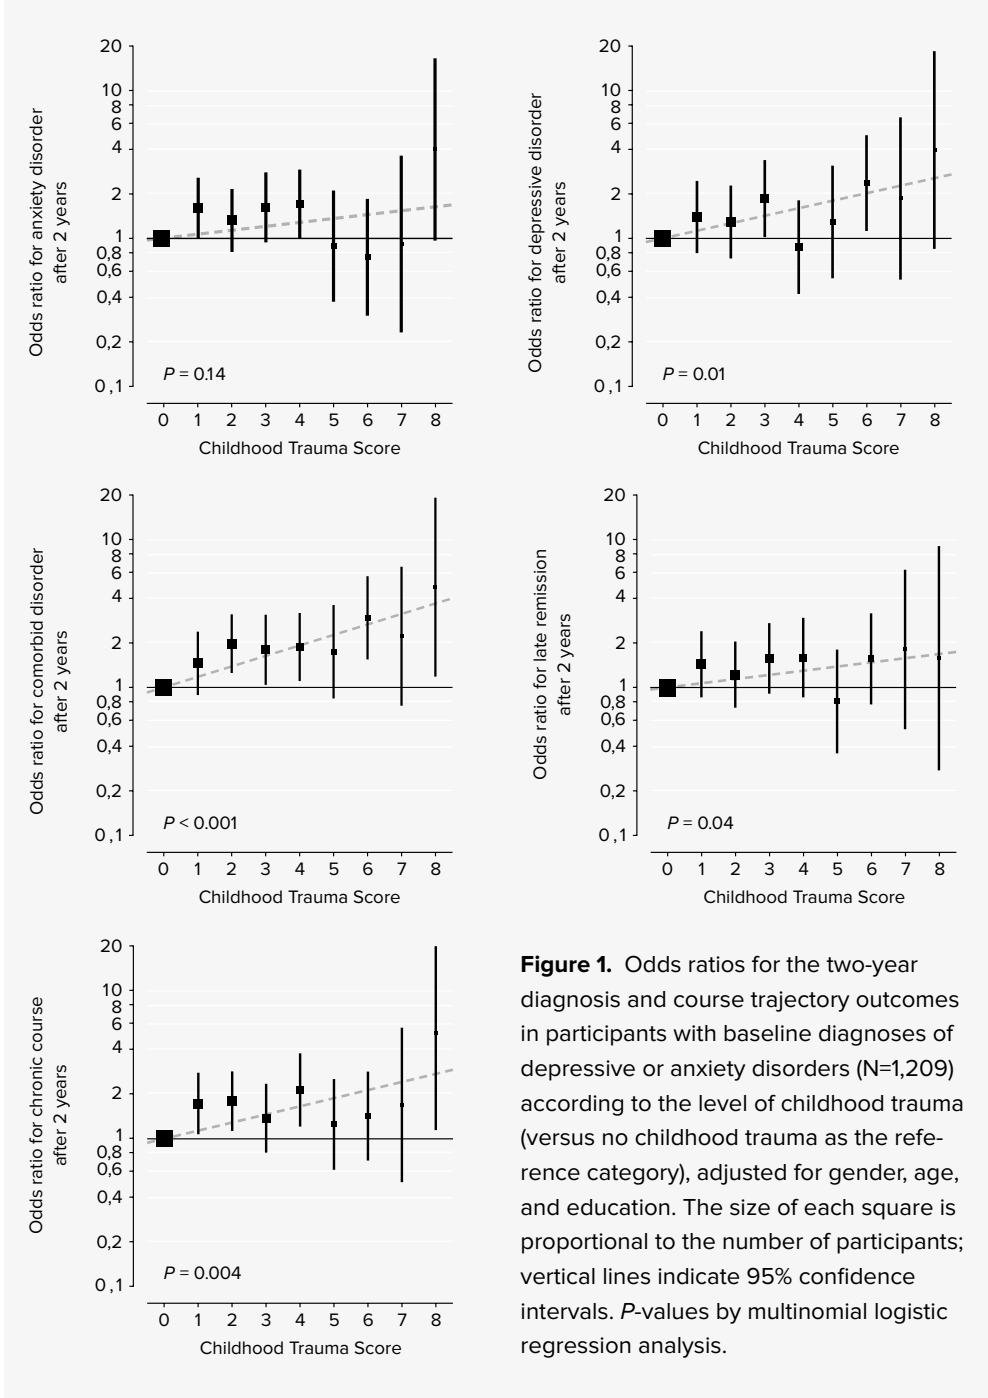 Odds ratio for anxiety disorder
after 2 years
20
10
8
6
4
2
1
0,8
0,6
0,4
0,2
0,1
P = 0.14
0 1 2 3 4 5 6 7 8
Childhood Trauma Score
Odds ratio for depressive disorder
after 2 years
20
10
8
6
4
2
1
0,8
0,6
0,4
0,2
0,1
P = 0.01
0 1 2 3 4 5 6 7 8
Childhood Trauma Score
Odds ratio for comorbid disorder
after 2 years
20
10
8
6
4
2
1
0,8
0,6
0,4
0,2
0,1
P < 0.001
0 1 2 3 4 5 6 7 8
Childhood Trauma Score
Odds ratio for late remission
after 2 years
20
10
8
6
4
2
1
0,8
0,6
0,4
0,2
0,1
P = 0.04
0 1 2 3 4 5 6 7 8
Childhood Trauma Score
Odds ratio for chronic course
after 2 years
20
10
8
6
4
2
1
0,8
0,6
0,4
0,2
0,1
P = 0.004
0 1 2 3 4 5 6 7 8
Childhood Trauma Score
Figure 1. Odds ratios for the two-year
diagnosis and course trajectory outcomes
in participants with baseline diagnoses of
depressive or anxiety disorders (N=1,209)
according to the level of childhood trauma
(versus no childhood trauma as the refe-
rence category), adjusted for gender, age,
and education. The size of each square is
proportional to the number of participants;
vertical lines indicate 95% confidence
intervals. P-values by multinomial logistic
regression analysis.